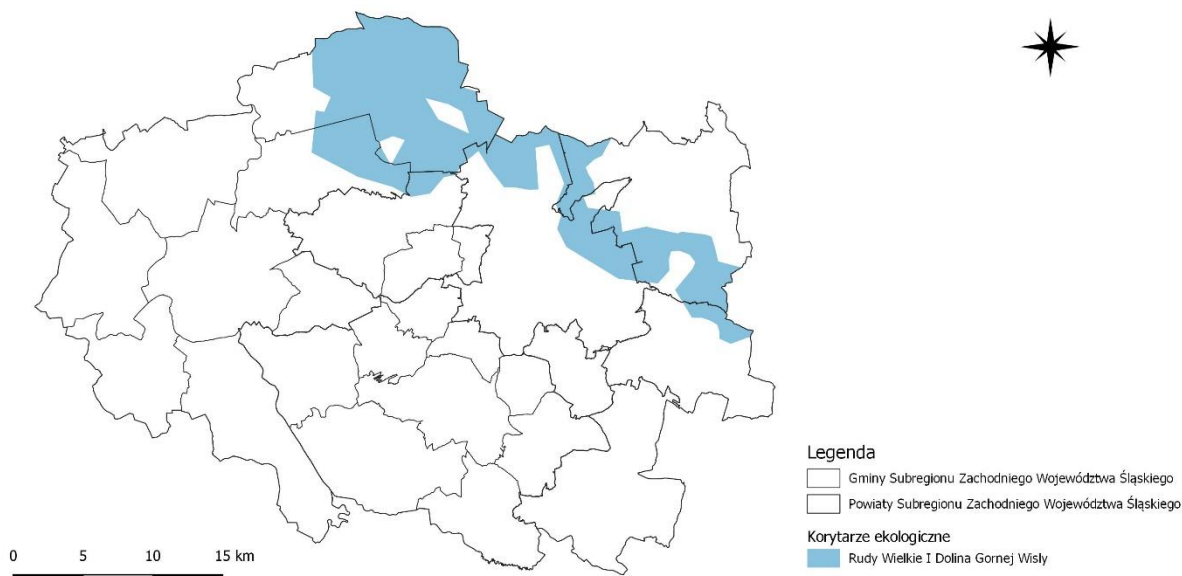 Legenda
Gminy Subregionu Zachodniego Województwa Śląskiego
Powiaty Subregionu Zachodniego Województwa Śląskiego
Korytarze ekologiczne
Rudy Wielkie I Dolina Gornej Wisly
0 5 10 15 km